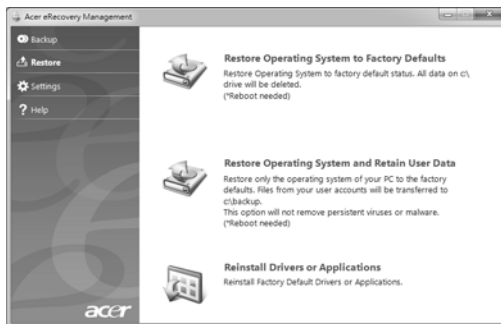 Acer eRecovery Management
Backup
Restore
Settings
Help
Restore Operating System to Factory Defaults
Restore Operating System to factory default status. All data on c:\
drive will be deleted.
(*Reboot needed)
Restore Operating System and Retain User Data
Restore only the operating system of your PC to the factory
defaults. Files from your user accounts will be transferred to
c:\backup.
This option will not remove persistent viruses or malware.
(*Reboot needed)
Reinstall Drivers or Applications
Reinstall Factory Default Drivers or Applications.
acer